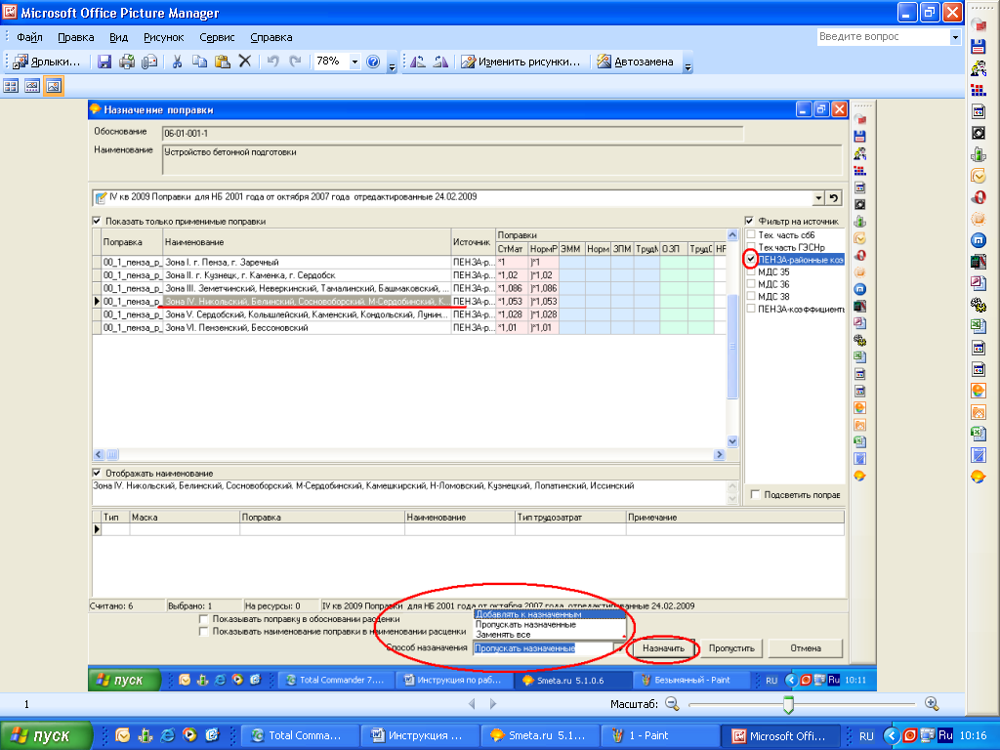 Microsoft Office Picture Manager
Файл Правка Вид Рисунок Сервис Справка
Введите вопрос
Ярлыки... 78% Изменить рисунки... Автозамена
Назначение поправки
Обоснование 06-01-001-1
Наименование Устройство бетонной подготовки
IV кв 2009 Поправки для НБ 2001 года от октября 2007 года отредактированные 24.02.2009
Показать только применимые поправки
Фильтр на источник
Поправка Наименование Источник Поправки
СтМат НормР ЭММ Норм ЗПМ ТрудМ ОЗП ТрудО НР
00_1_пенза_р_ Зона I. г. Пенза, г. Заречный ПЕНЗА-р... *1 )*1
00_1_пенза_р_ Зона II. г. Кузнецк, г. Каменка, г. Сердобск ПЕНЗА-р... *1,02 )*1,02
00_1_пенза_р_ Зона III. Земетчинский, Неверкинский, Тамалинский, Башмаковский, ... ПЕНЗА-р... *1,086 )*1,086
00_1_пенза_р_ Зона IV. Никольский, Белинский, Сосновоборский, М-Сердобинский, К... ПЕНЗА-р... *1,053 )*1,053
00_1_пенза_р_ Зона V. Сердобский, Колышлейский, Каменский, Кондольский, Лунин... ПЕНЗА-р... *1,028 )*1,028
00_1_пенза_р_ Зона VI. Пензенский, Бессоновский ПЕНЗА-р... *1,01 )*1,01
Тех. часть сб6
Тех.часть ГЭСНр
ПЕНЗА-районные коэ
МДС 35
МДС 36
МДС 38
ПЕНЗА-коэффициенты
Отображать наименование
Зона IV. Никольский, Белинский, Сосновоборский, М-Сердобинский, Камешкирский, Н-Ломовский, Кузнецкий, Лопатинский, Иссинский
Подсветить поправ
Тип Маска Поправка Наименование Тип трудозатрат Примечание
Считано: 6 Выбрано: 1 На ресурсы: 0 IV кв 2009 Поправки для НБ 2001 года от октября 2007 года отредактированные 24.02.2009
Показывать поправку в обосновании расценки
Показывать наименование поправки в наименовании расценки
Добавлять к назначенным
Пропускать назначенные
Заменять все
Способ назаначения Пропускать назначенные Назначить Пропустить Отмена
пуск Total Commander 7.... Инструкция по раб... Smeta.ru 5.1.0.6 Безымянный - Paint RU Ru 10:11
1 Масштаб:
пуск Total Comma... Инструкция ... Smeta.ru 5.1... 1 - Paint Microsoft Offi... RU Ru 10:16